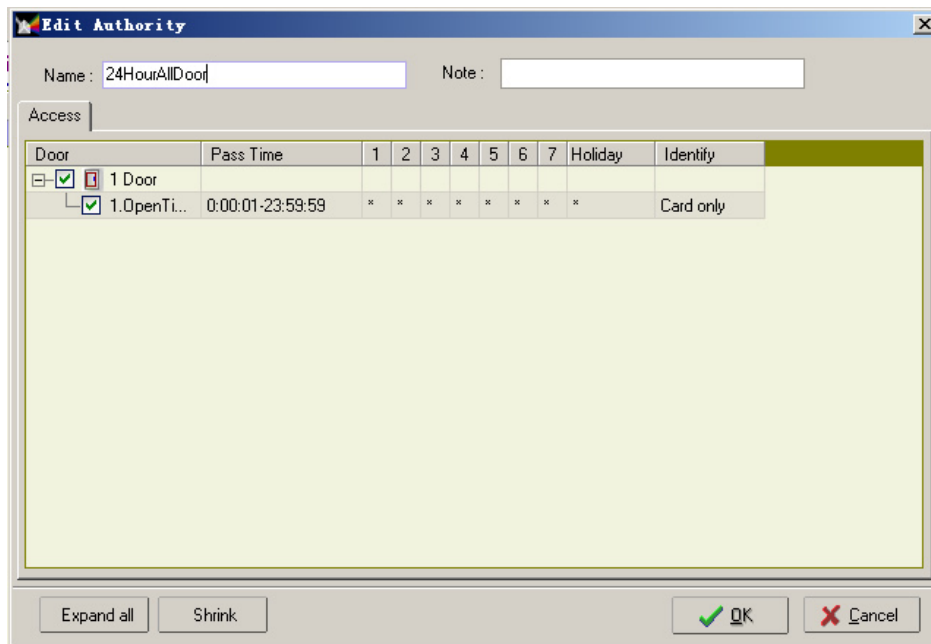 Edit Authority
Name : 24HourAllDoor Note :
Access
Door Pass Time 1 2 3 4 5 6 7 Holiday Identify
1 Door
1.OpenTi... 0:00:01-23:59:59 * * * * * * * * Card only
Expand all Shrink OK Cancel